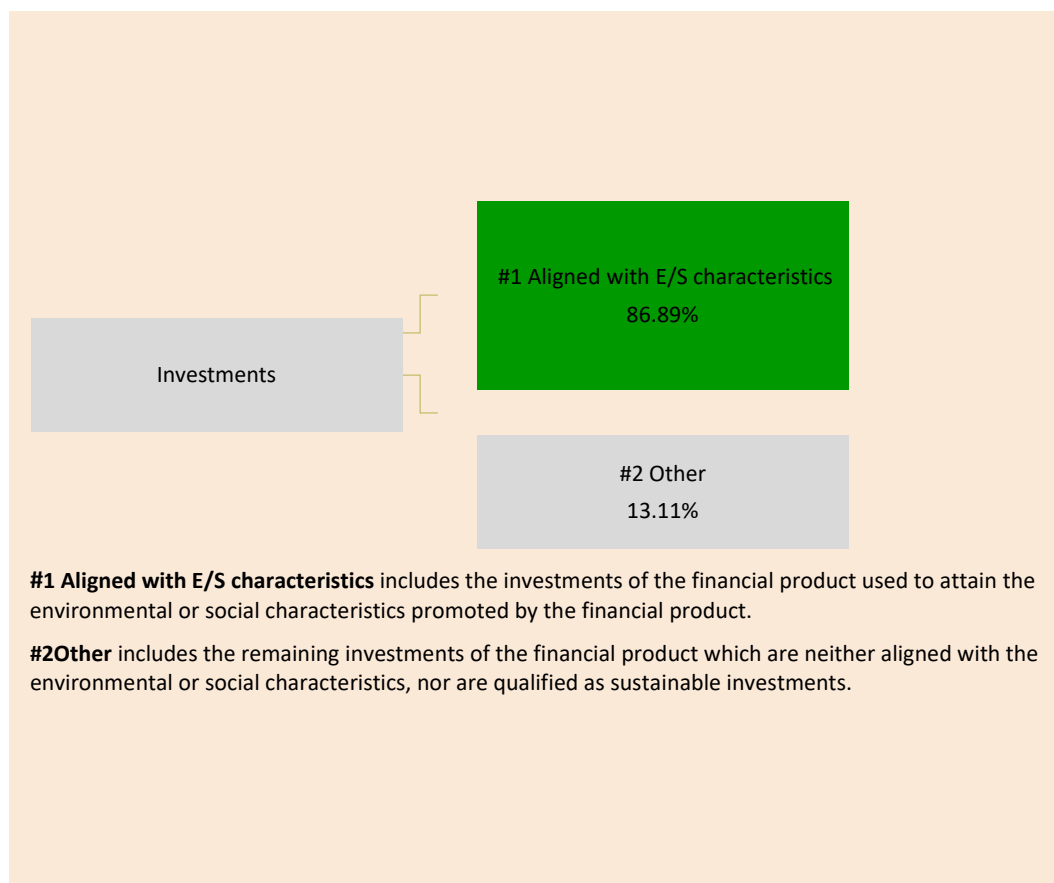 #1 Aligned with E/S characteristics
86.89%
Investments
#2 Other
13.11%
#1 Aligned with E/S characteristics includes the investments of the financial product used to attain the
environmental or social characteristics promoted by the financial product.
#2Other includes the remaining investments of the financial product which are neither aligned with the
environmental or social characteristics, nor are qualified as sustainable investments.